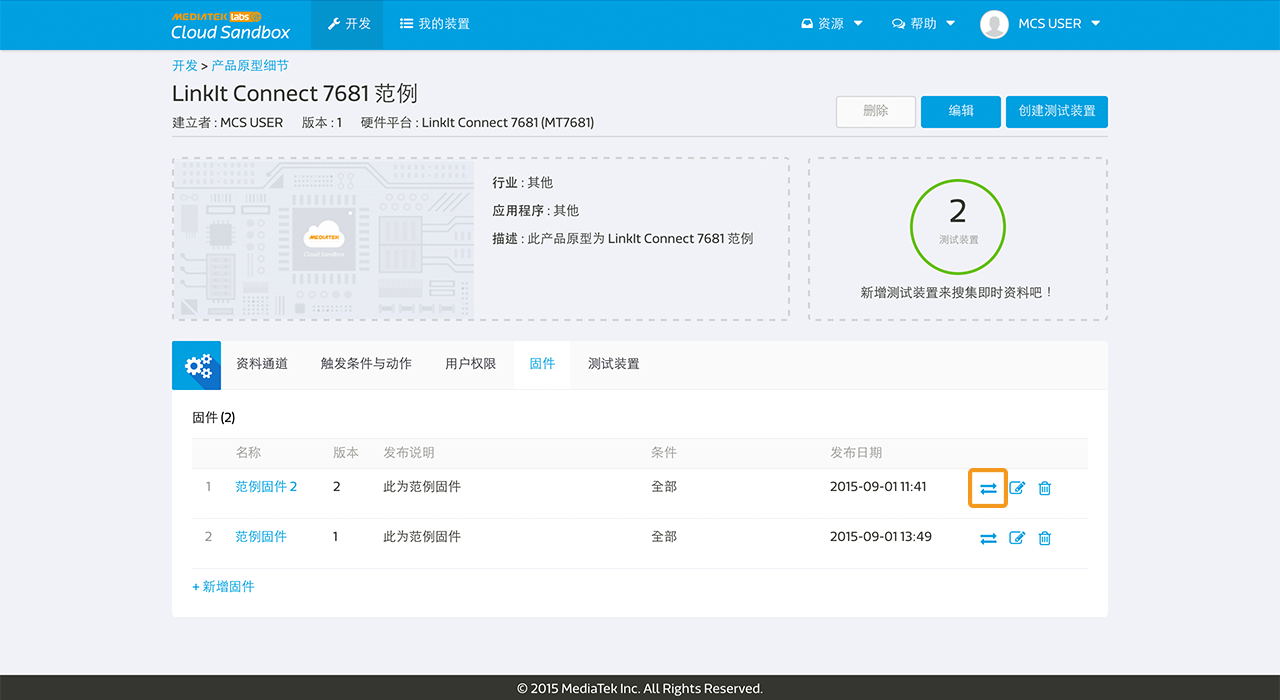 MEDIATEK labs
Cloud Sandbox
开发
我的装置
资源
帮助
MCS USER
开发 > 产品原型细节
LinkIt Connect 7681 范例
建立者 : MCS USER 版本 : 1 硬件平台 : LinkIt Connect 7681 (MT7681)
删除
编辑
创建测试装置
MEDIATEK
Cloud Sandbox
行业 : 其他
应用程序 : 其他
描述 : 此产品原型为 LinkIt Connect 7681 范例
2
测试装置
新增测试装置来搜集即时资料吧！
资料通道 触发条件与动作 用户权限 固件 测试装置
固件 (2)
名称 版本 发布说明 条件 发布日期
1 范例固件 2 2 此为范例固件 全部 2015-09-01 11:41
2 范例固件 1 此为范例固件 全部 2015-09-01 13:49
+ 新增固件
© 2015 MediaTek Inc. All Rights Reserved.